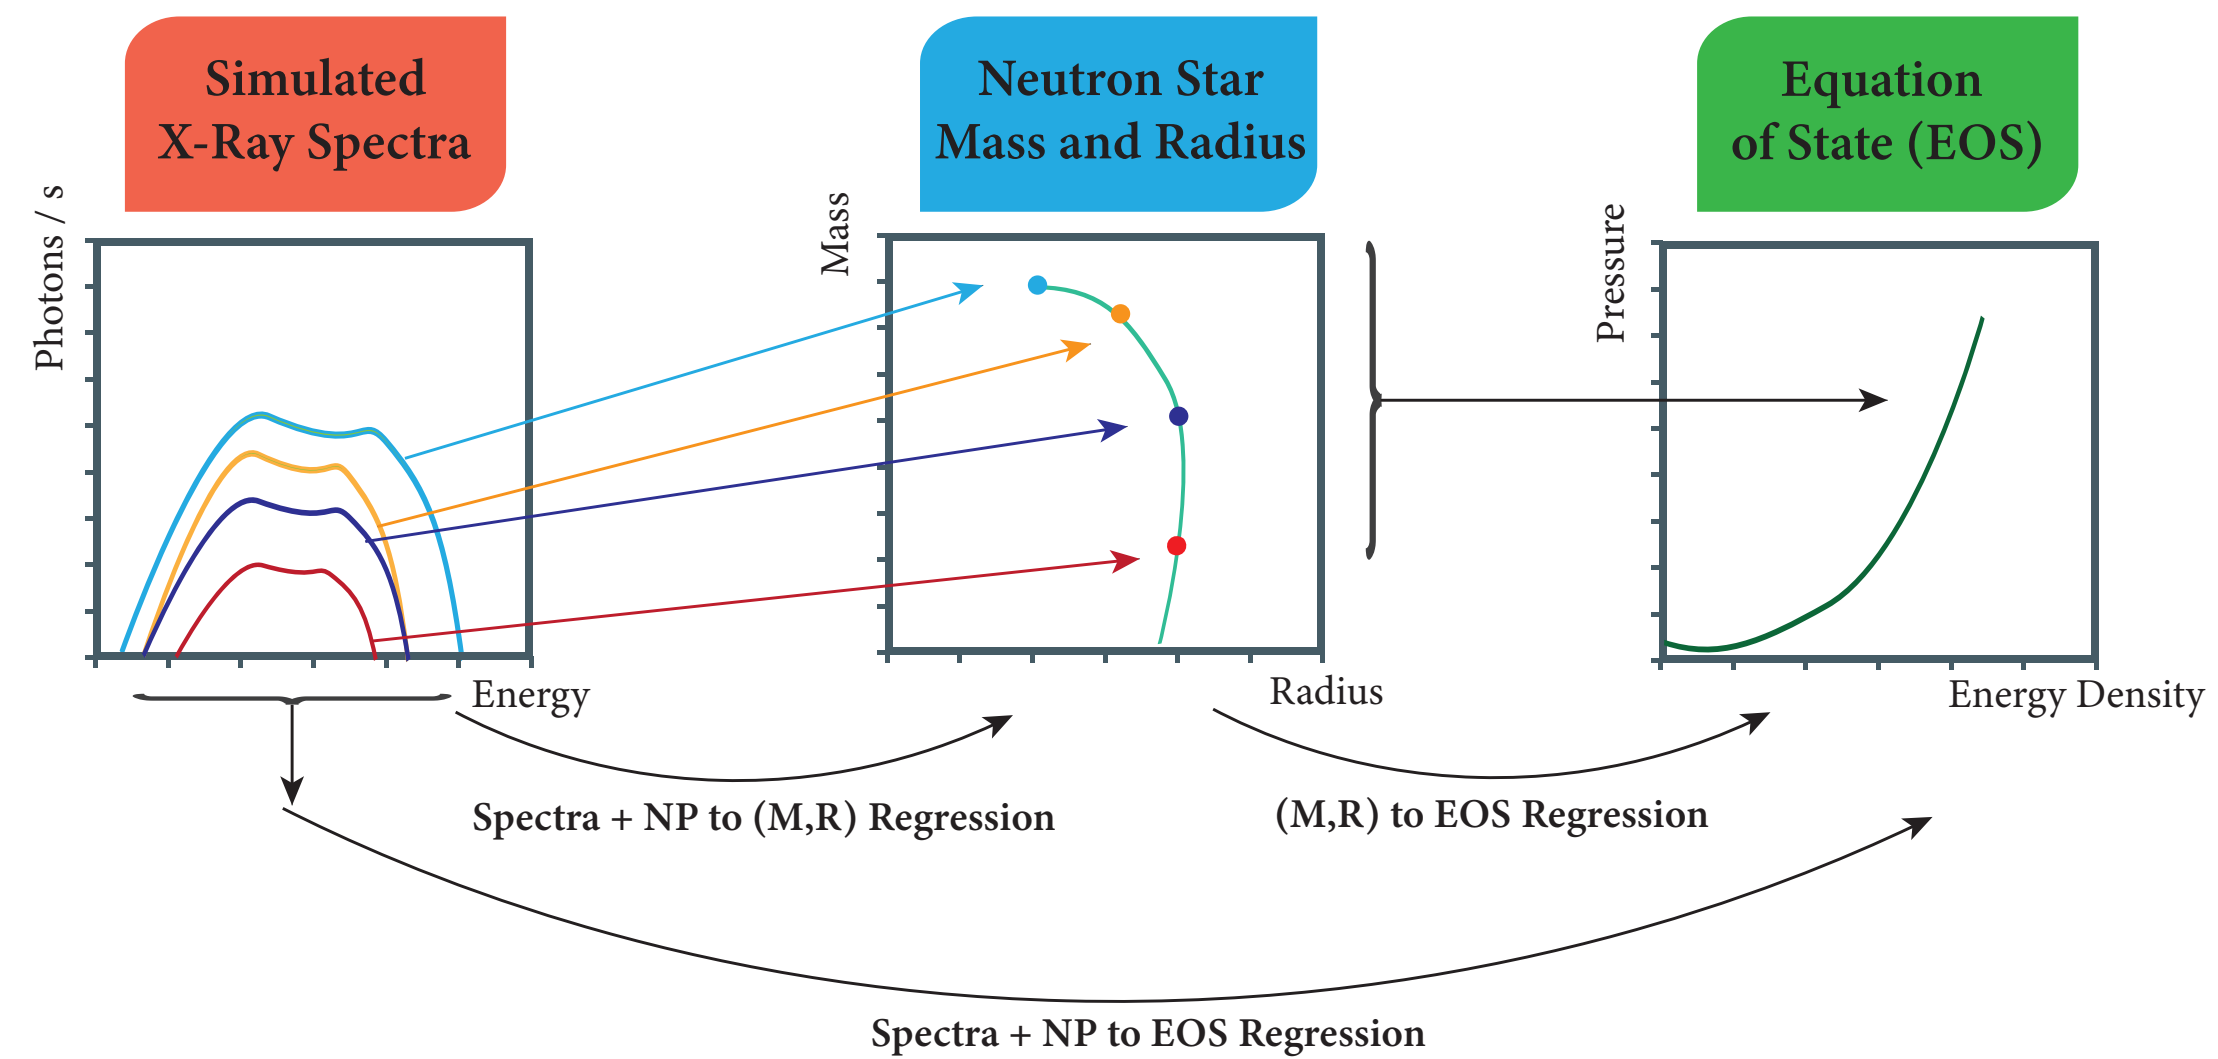 Simulated
X-Ray Spectra
Neutron Star
Mass and Radius
Equation
of State (EOS)
Photons / s
Energy
Mass
Radius
Pressure
Energy Density
Spectra + NP to (M,R) Regression
(M,R) to EOS Regression
Spectra + NP to EOS Regression